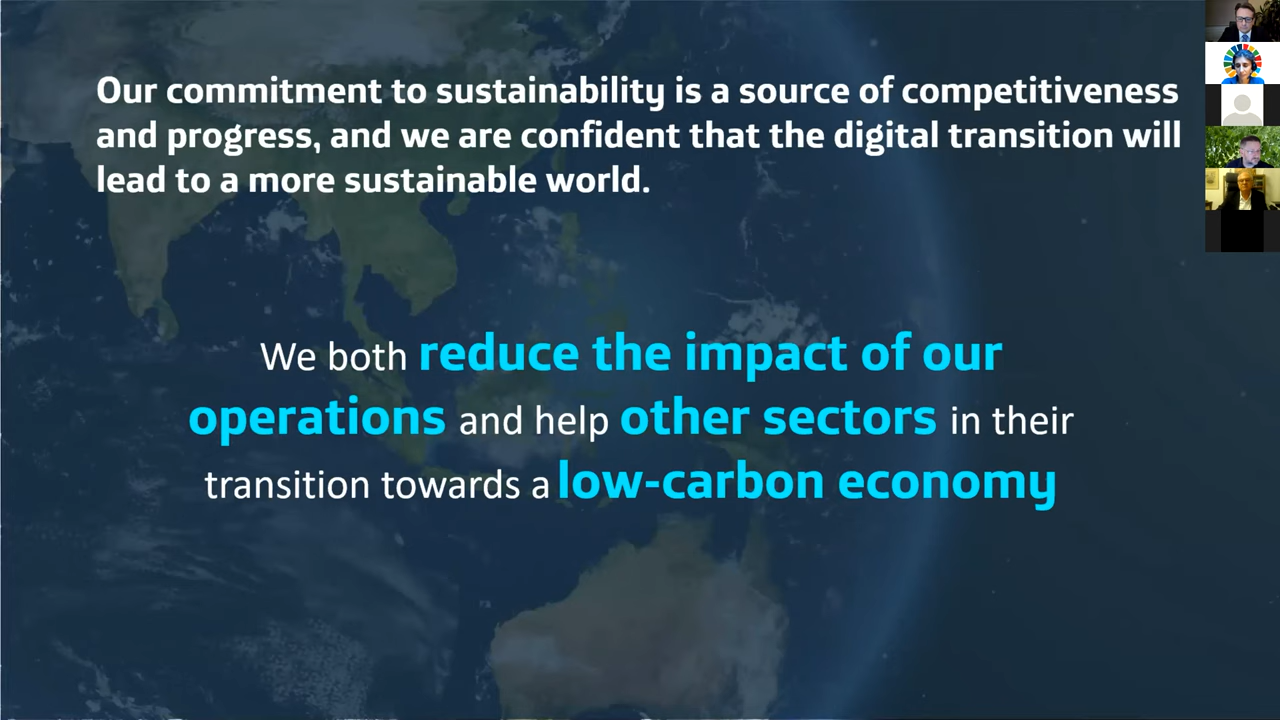 Our commitment to sustainability is a source of competitiveness
and progress, and we are confident that the digital transition will
lead to a more sustainable world.
We both reduce the impact of our
operations and help other sectors in their
transition towards a low-carbon economy